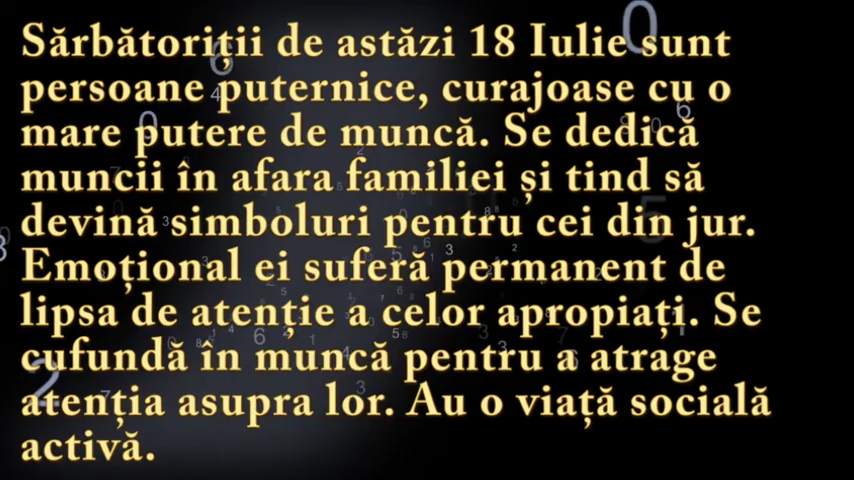 Sărbătoriții de astăzi 18 Iulie sunt
persoane puternice, curajoase cu o
mare putere de muncă. Se dedică
muncii în afara familiei și tind să
devină simboluri pentru cei din jur.
Emoțional ei suferă permanent de
lipsa de atenție a celor apropiați. Se
cufundă în muncă pentru a atrage
atenția asupra lor. Au o viață socială
activă.